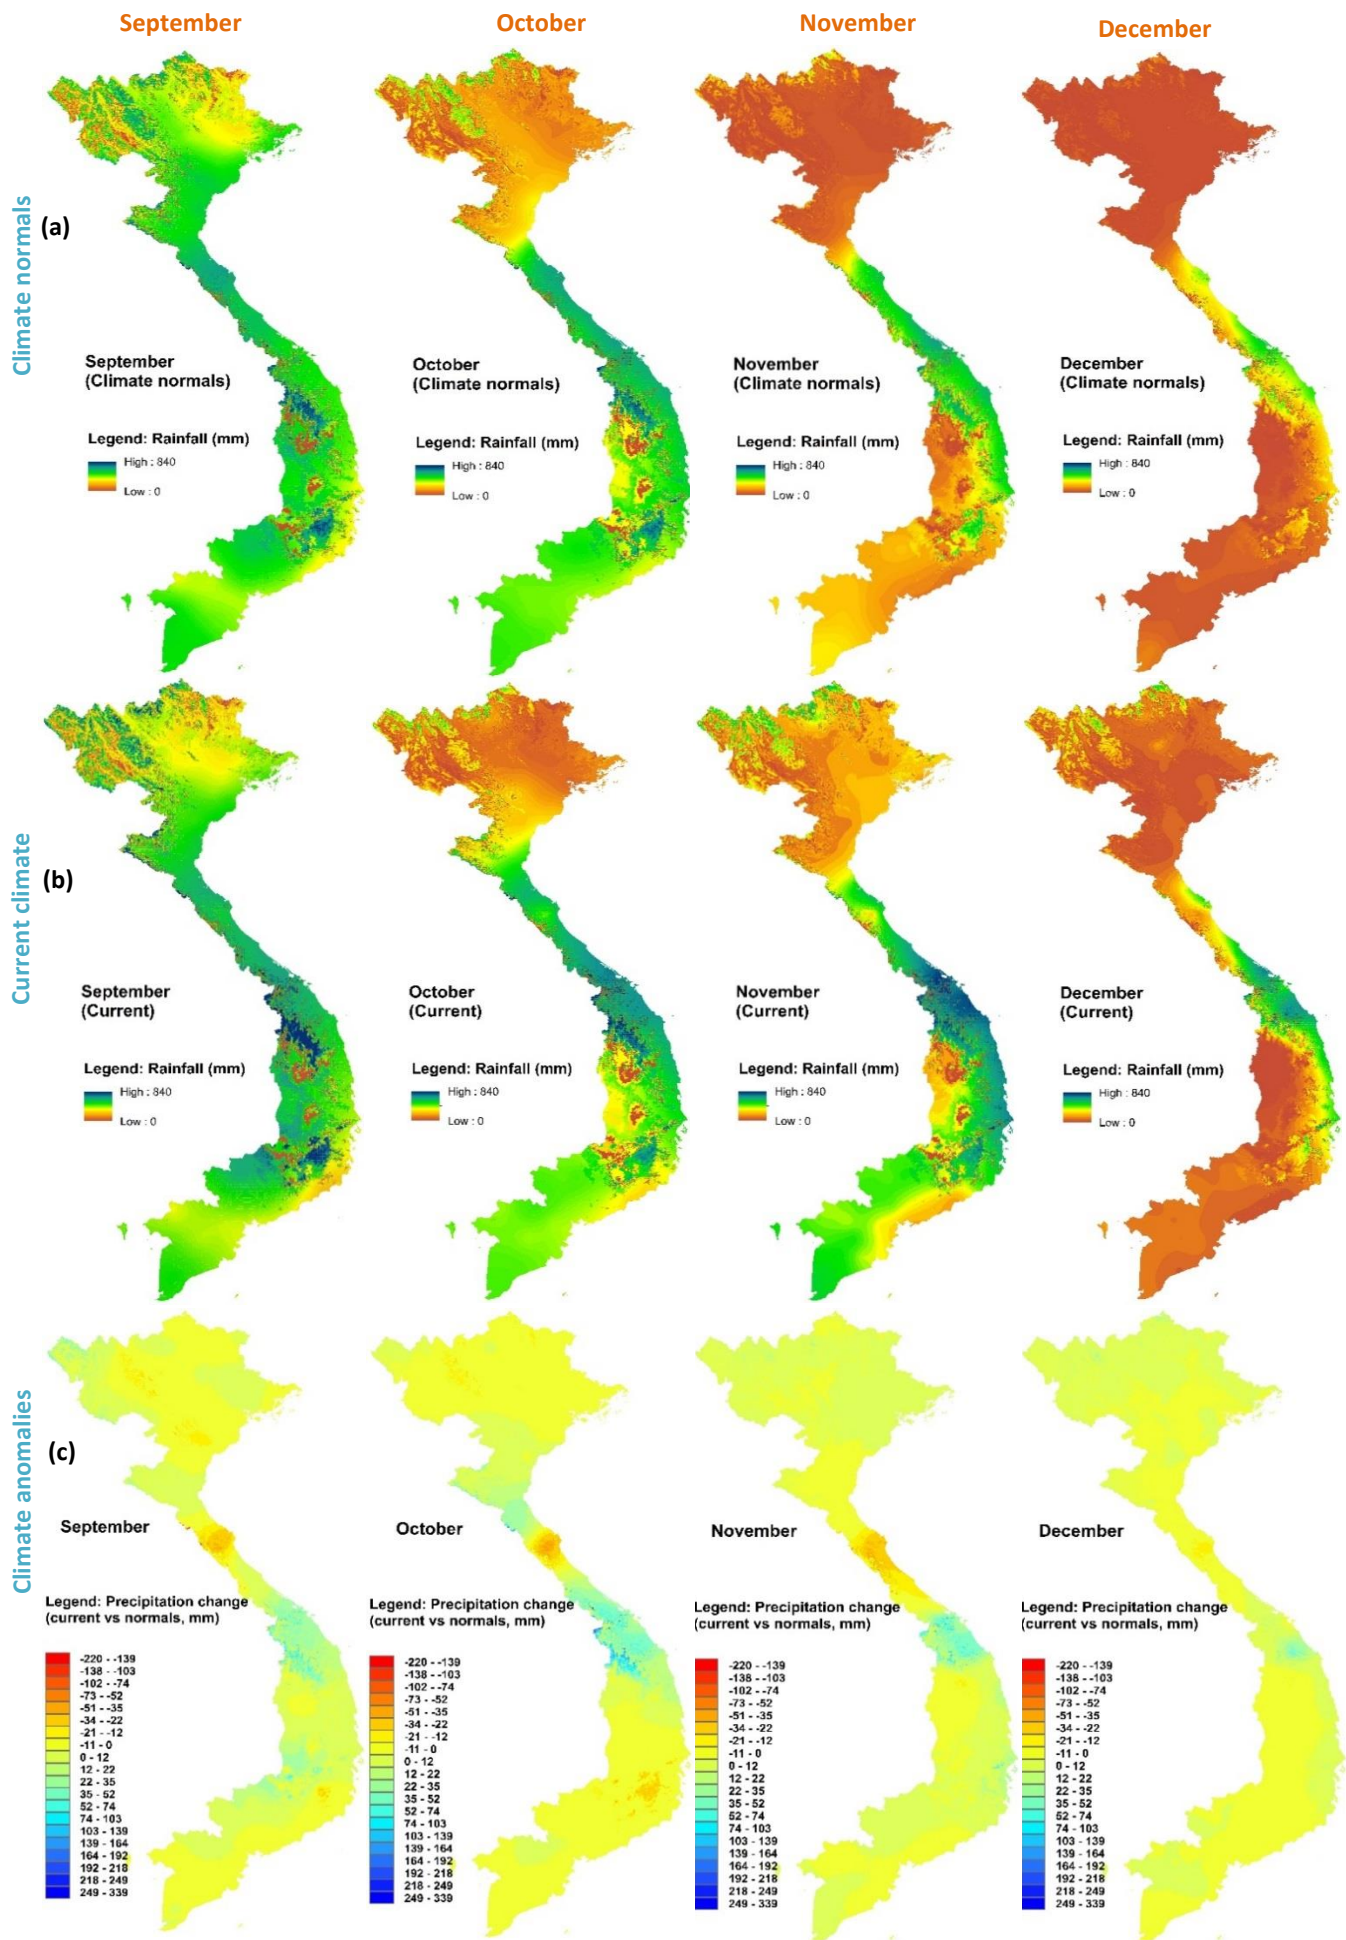 September
October
November
December
Climate normals
(a)
September
(Climate normals)
Legend: Rainfall (mm)
High : 840
Low : 0
October
(Climate normals)
Legend: Rainfall (mm)
High : 840
Low : 0
November
(Climate normals)
Legend: Rainfall (mm)
High : 840
Low : 0
December
(Climate normals)
Legend: Rainfall (mm)
High : 840
Low : 0
Current climate
(b)
September
(Current)
Legend: Rainfall (mm)
High : 840
Low : 0
October
(Current)
Legend: Rainfall (mm)
High : 840
Low : 0
November
(Current)
Legend: Rainfall (mm)
High : 840
Low : 0
December
(Current)
Legend: Rainfall (mm)
High : 840
Low : 0
Climate anomalies
(c)
September
Legend: Precipitation change
(current vs normals, mm)
-220 - -139
-138 - -103
-102 - -74
-73 - -52
-51 - -35
-34 - -22
-21 - -12
-11 - 0
0 - 12
12 - 22
22 - 35
35 - 52
52 - 74
74 - 103
103 - 139
139 - 164
164 - 192
192 - 218
218 - 249
249 - 339
October
Legend: Precipitation change
(current vs normals, mm)
-220 - -139
-138 - -103
-102 - -74
-73 - -52
-51 - -35
-34 - -22
-21 - -12
-11 - 0
0 - 12
12 - 22
22 - 35
35 - 52
52 - 74
74 - 103
103 - 139
139 - 164
164 - 192
192 - 218
218 - 249
249 - 339
November
Legend: Precipitation change
(current vs normals, mm)
-220 - -139
-138 - -103
-102 - -74
-73 - -52
-51 - -35
-34 - -22
-21 - -12
-11 - 0
0 - 12
12 - 22
22 - 35
35 - 52
52 - 74
74 - 103
103 - 139
139 - 164
164 - 192
192 - 218
218 - 249
249 - 339
December
Legend: Precipitation change
(current vs normals, mm)
-220 - -139
-138 - -103
-102 - -74
-73 - -52
-51 - -35
-34 - -22
-21 - -12
-11 - 0
0 - 12
12 - 22
22 - 35
35 - 52
52 - 74
74 - 103
103 - 139
139 - 164
164 - 192
192 - 218
218 - 249
249 - 339